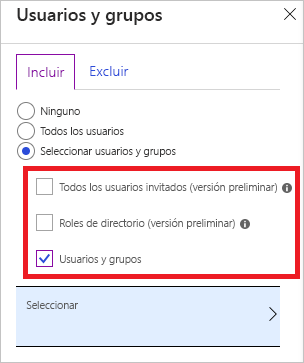 Usuarios y grupos
Incluir Excluir
Ninguno
Todos los usuarios
Seleccionar usuarios y grupos
Todos los usuarios invitados (versión preliminar)
Roles de directorio (versión preliminar)
Usuarios y grupos
Seleccionar